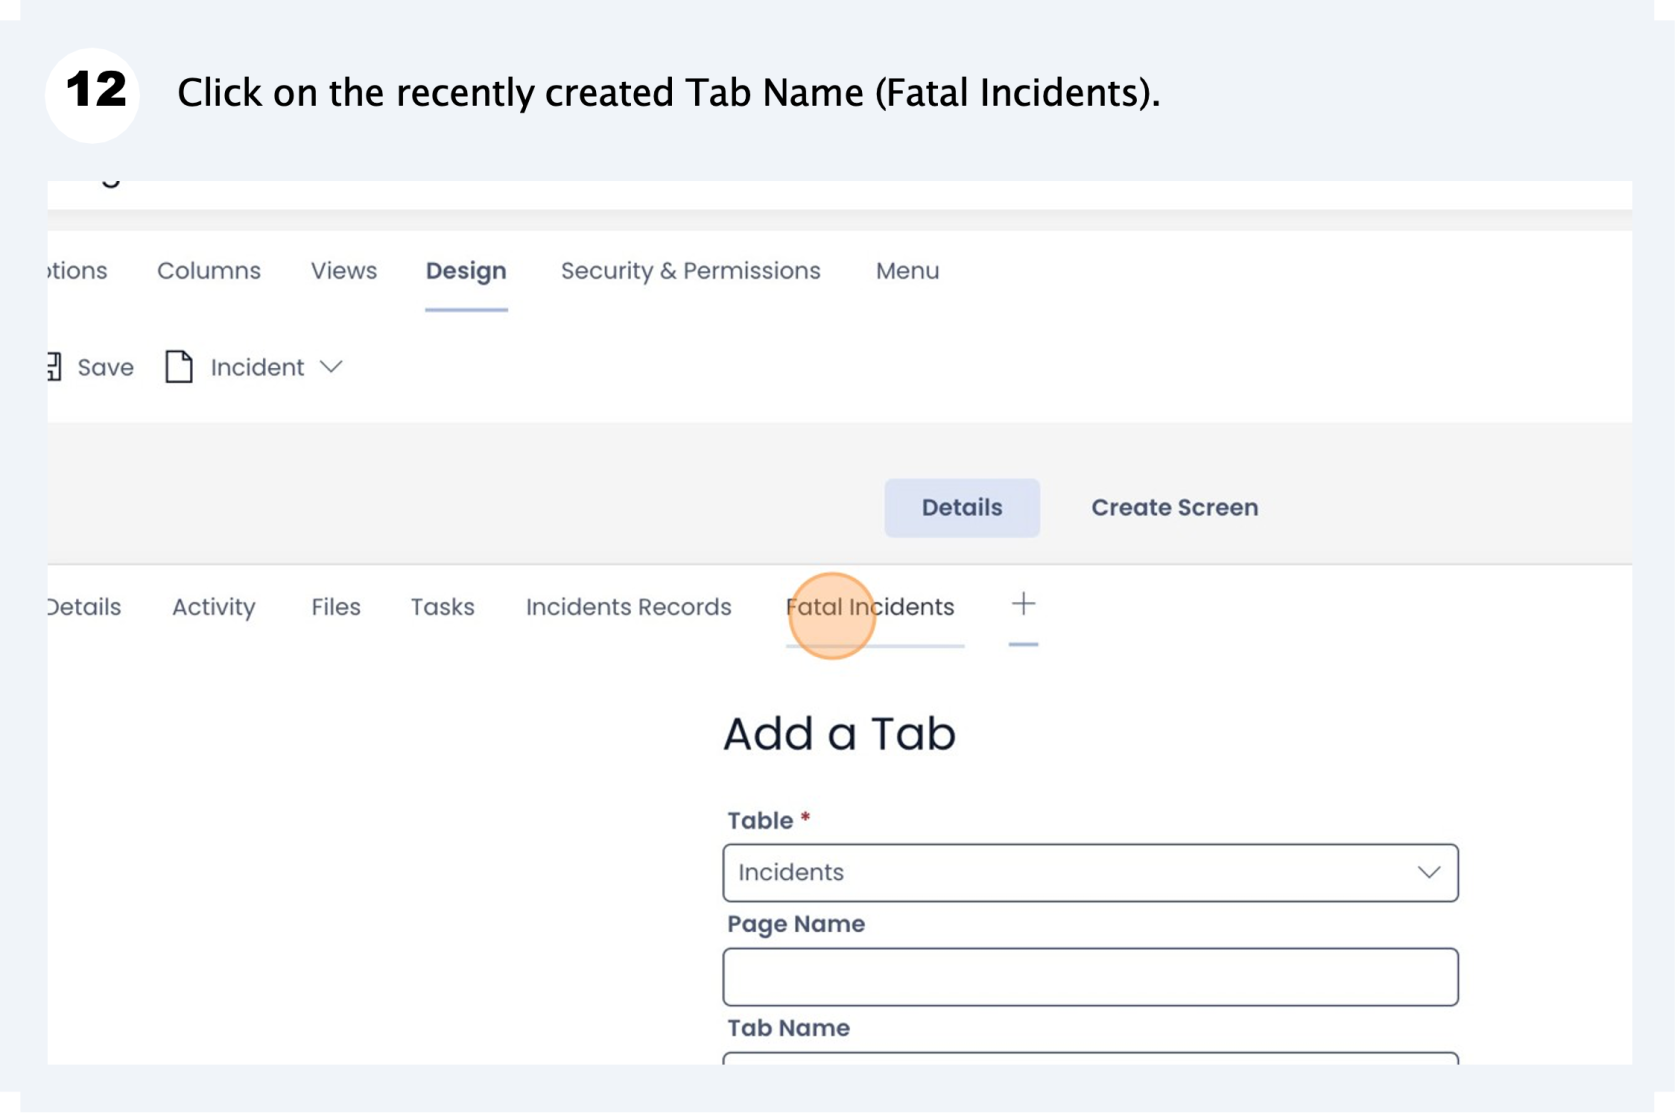 12 Click on the recently created Tab Name (Fatal Incidents).
Columns Views Design Security & Permissions Menu
Save Incident
Details Create Screen
Details Activity Files Tasks Incidents Records Fatal Incidents +
Add a Tab
Table *
Incidents
Page Name
Tab Name